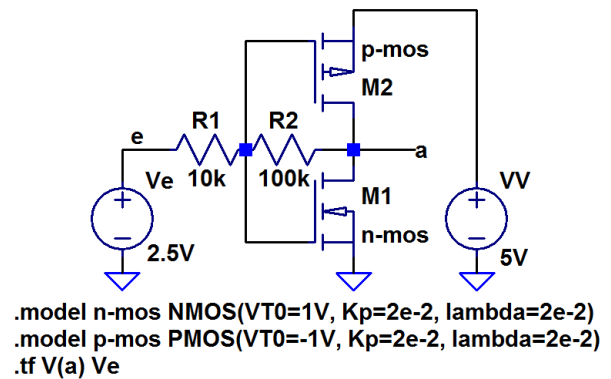 p-mos
M2
R1
R2
e
a
10k
100k
Ve
M1
VV
n-mos
2.5V
5V
.model n-mos NMOS(VT0=1V, Kp=2e-2, lambda=2e-2)
.model p-mos PMOS(VT0=-1V, Kp=2e-2, lambda=2e-2)
.tf V(a) Ve